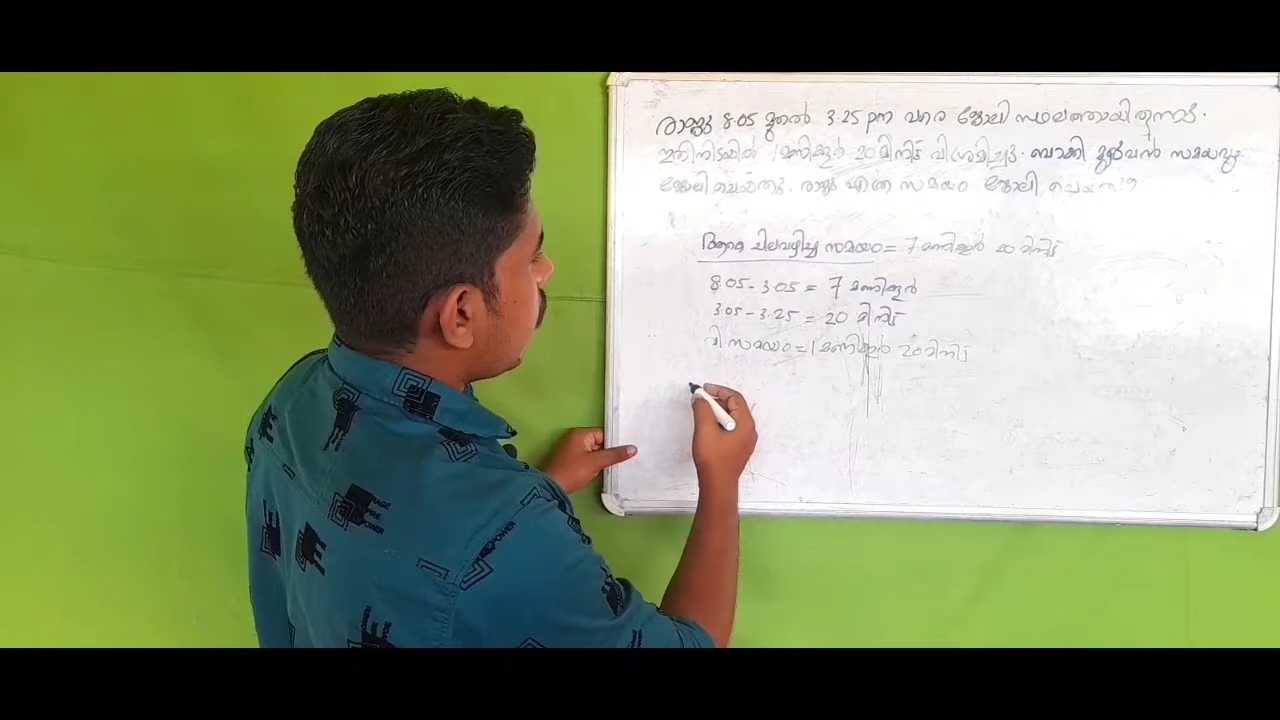 രാജു 8.05 മുതൽ 3.25 pm വരെ ജോലി സ്ഥലത്തായിരുന്നു.
ഇതിനിടയിൽ 1 മണിക്കൂർ 20 മിനിട്ട് വിശ്രമിച്ചു. ബാക്കി മുഴുവൻ സമയവും
ജോലി ചെയ്തു. രാജു എത്ര സമയം ജോലി ചെയ്തു?
ആകെ ചിലവഴിച്ച സമയം = 7 മണിക്കൂർ 20 മിനിട്ട്
8.05 - 3.05 = 7 മണിക്കൂർ
3.05 - 3.25 = 20 മിനിട്ട്
വി സമയം = 1 മണിക്കൂർ 20 മിനിട്ട്